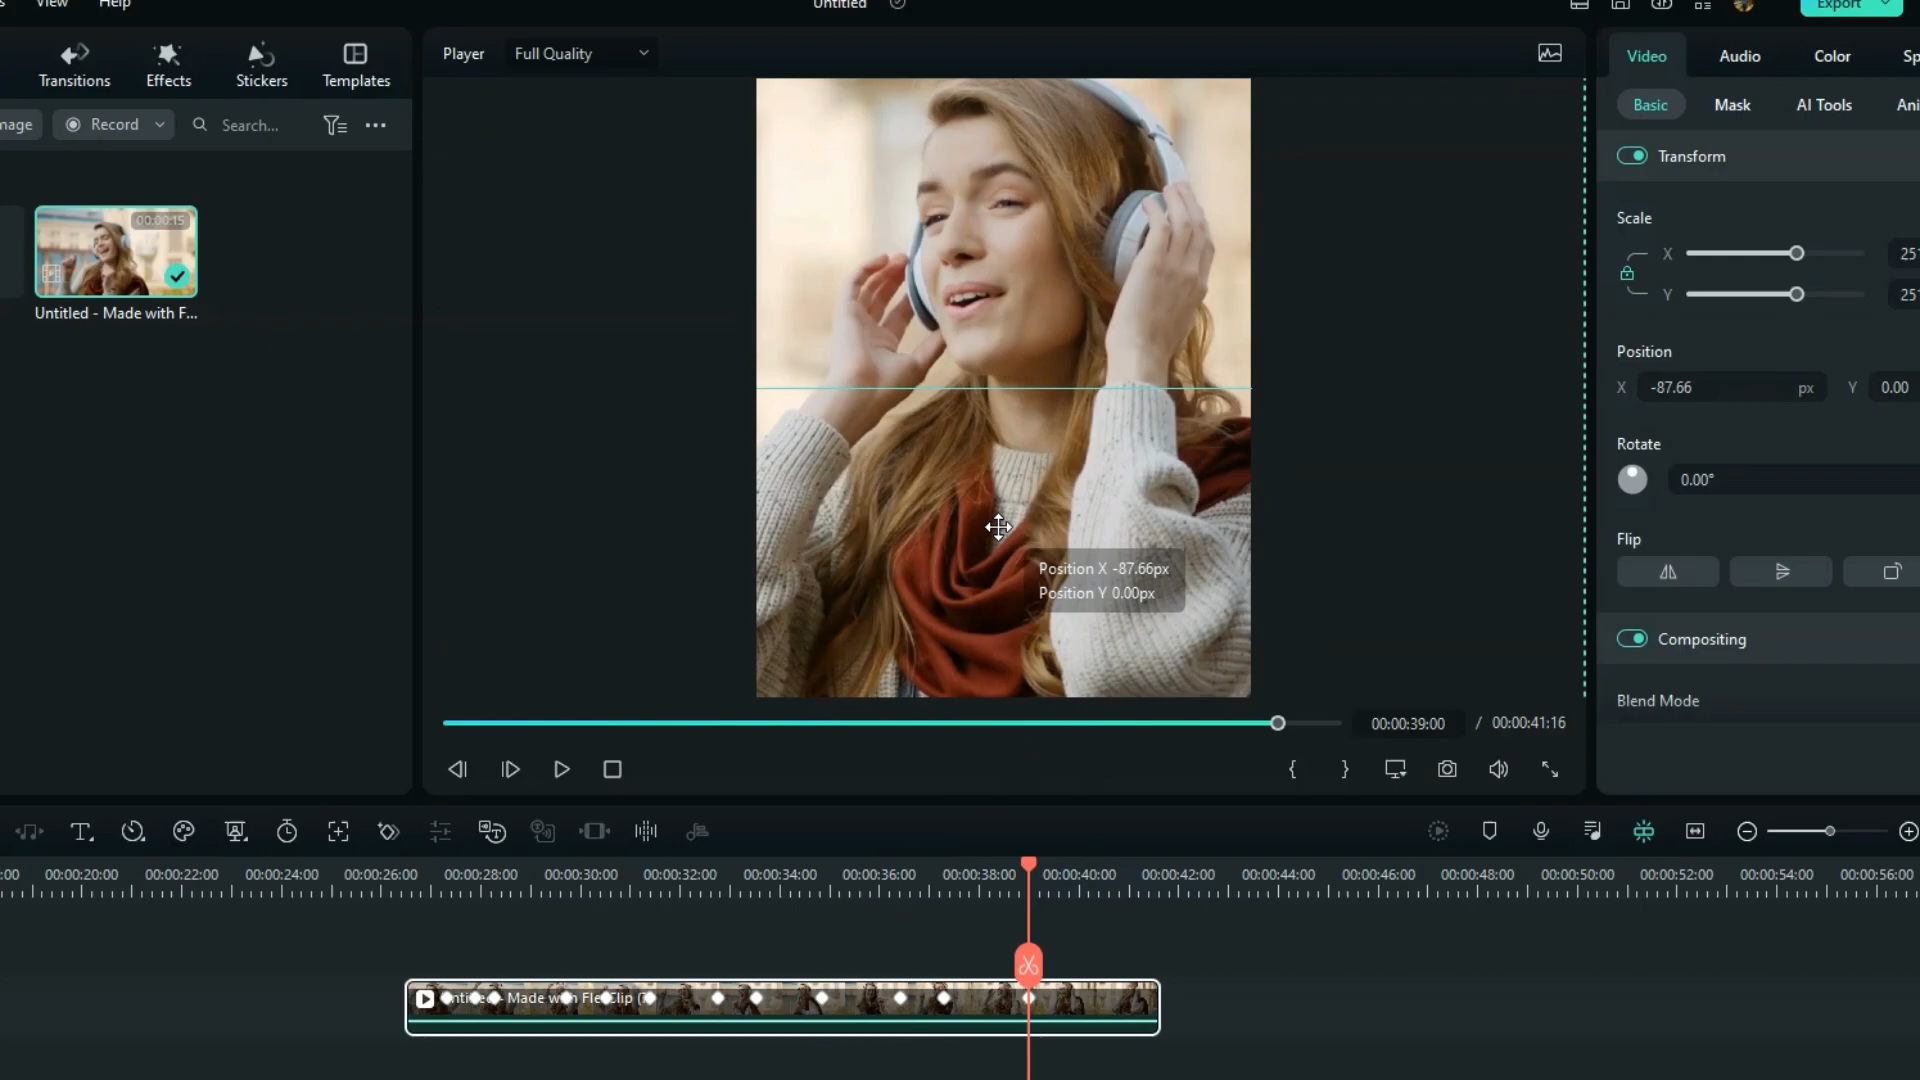 View Help
Untitled
Export
Transitions
Effects
Stickers
Templates
Record
Search...
00:00:15
Untitled - Made with F...
Player
Full Quality
Position X -87.66px
Position Y 0.00px
00:00:39:00 / 00:00:41:16
Video
Audio
Color
Basic
Mask
AI Tools
Transform
Scale
X
Y
Position
X -87.66 px Y 0.00
Rotate
0.00°
Flip
Compositing
Blend Mode
00:00:20:00 00:00:22:00 00:00:24:00 00:00:26:00 00:00:28:00 00:00:30:00 00:00:32:00 00:00:34:00 00:00:36:00 00:00:38:00 00:00:40:00 00:00:42:00 00:00:44:00 00:00:46:00 00:00:48:00 00:00:50:00 00:00:52:00 00:00:54:00 00:00:56:00
- Made with